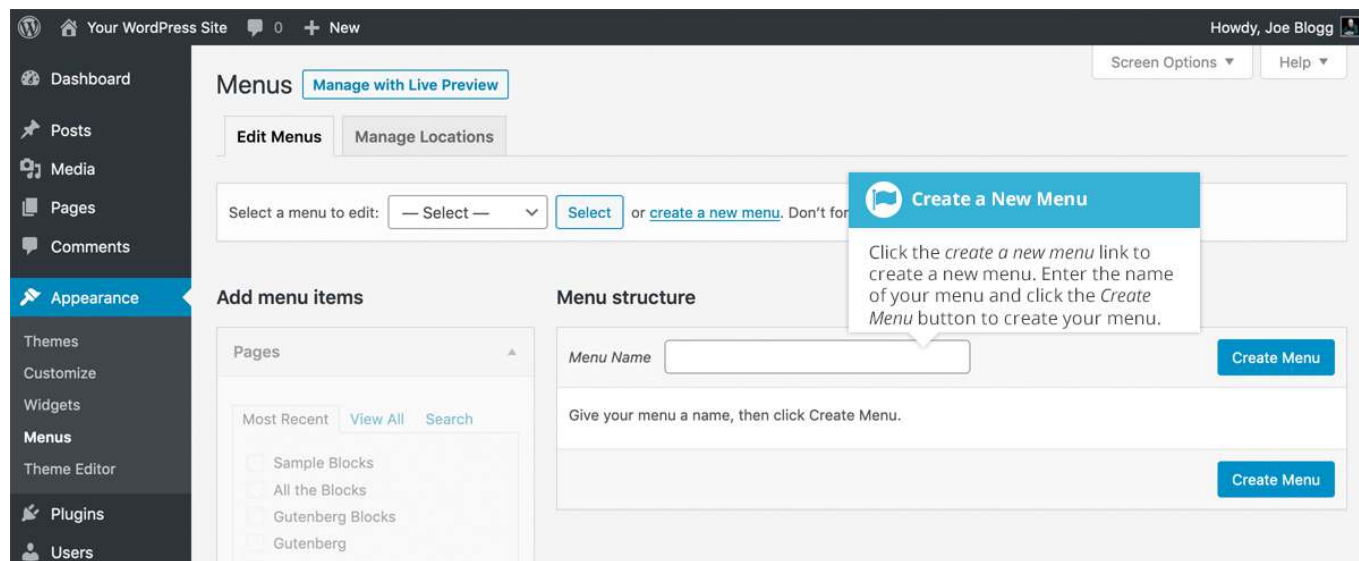 Your WordPress Site 0 + New Howdy, Joe Blogg
Screen Options ▼ Help ▼
Dashboard
Posts
Media
Pages
Comments
Appearance
Themes
Customize
Widgets
Menus
Theme Editor
Plugins
Users
Menus Manage with Live Preview
Edit Menus Manage Locations
Select a menu to edit: — Select — Select or create a new menu. Don't for
Create a New Menu
Click the create a new menu link to
create a new menu. Enter the name
of your menu and click the Create
Menu button to create your menu.
Add menu items
Pages
Most Recent View All Search
Sample Blocks
All the Blocks
Gutenberg Blocks
Gutenberg
Menu structure
Menu Name Create Menu
Give your menu a name, then click Create Menu.
Create Menu